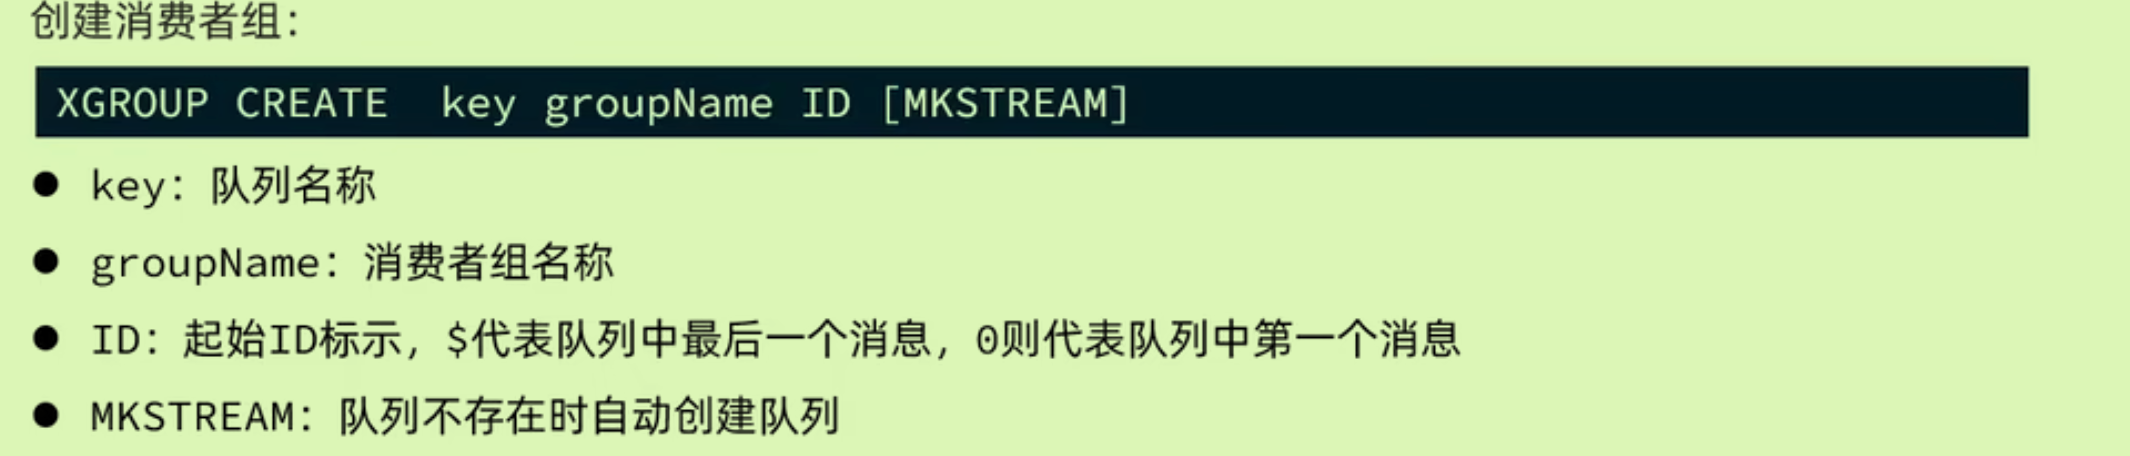 创建消费者组：
XGROUP CREATE  key groupName ID [MKSTREAM]
● key：队列名称
● groupName：消费者组名称
● ID：起始ID标示，$代表队列中最后一个消息，0则代表队列中第一个消息
● MKSTREAM：队列不存在时自动创建队列